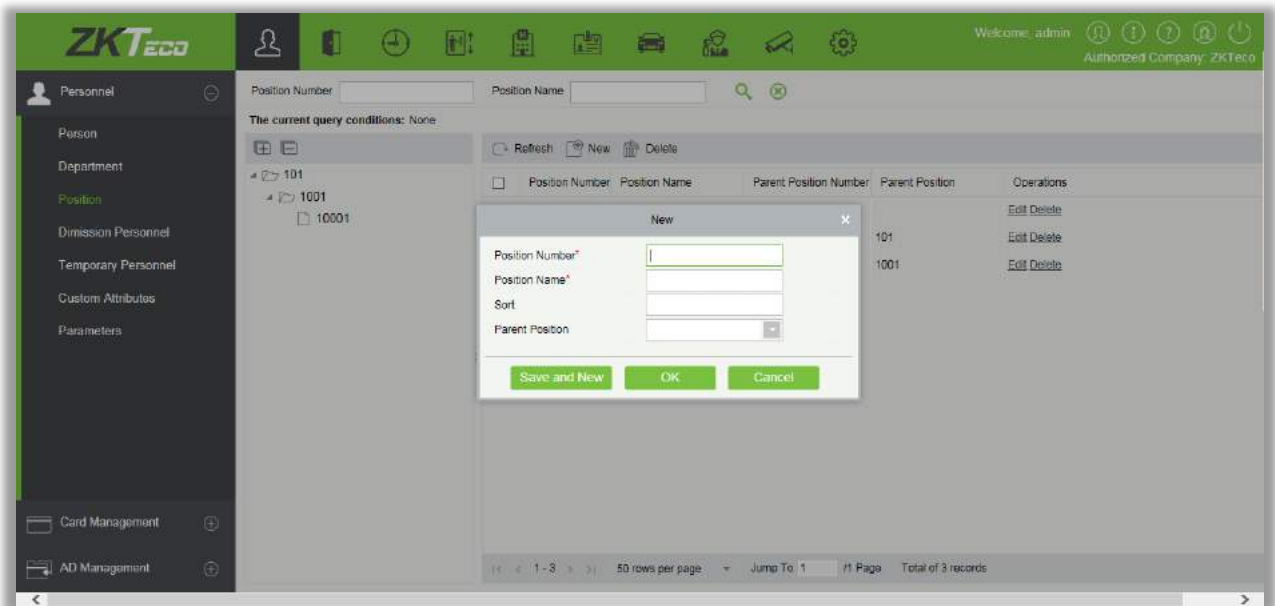 ZKTeco
Welcome, admin
Authorized Company: ZKTeco
Personnel
Person
Department
Position
Dimission Personnel
Temporary Personnel
Custom Attributes
Parameters
Card Management
AD Management
Position Number
Position Name
The current query conditions: None
101
1001
10001
Refresh New Delete
Position Number Position Name Parent Position Number Parent Position Operations
Edit Delete
101 Edit Delete
1001 Edit Delete
New
Position Number*
Position Name*
Sort
Parent Position
Save and New OK Cancel
1-3 50 rows per page Jump To 1 /1 Page Total of 3 records